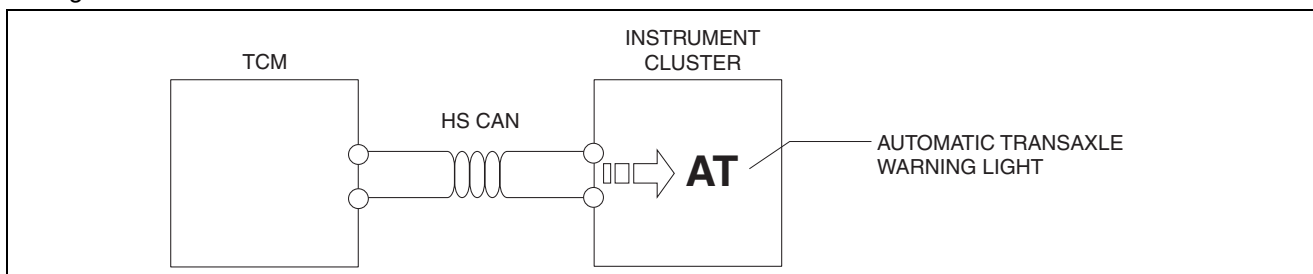 TCM
INSTRUMENT
CLUSTER
HS CAN
AT
AUTOMATIC TRANSAXLE
WARNING LIGHT